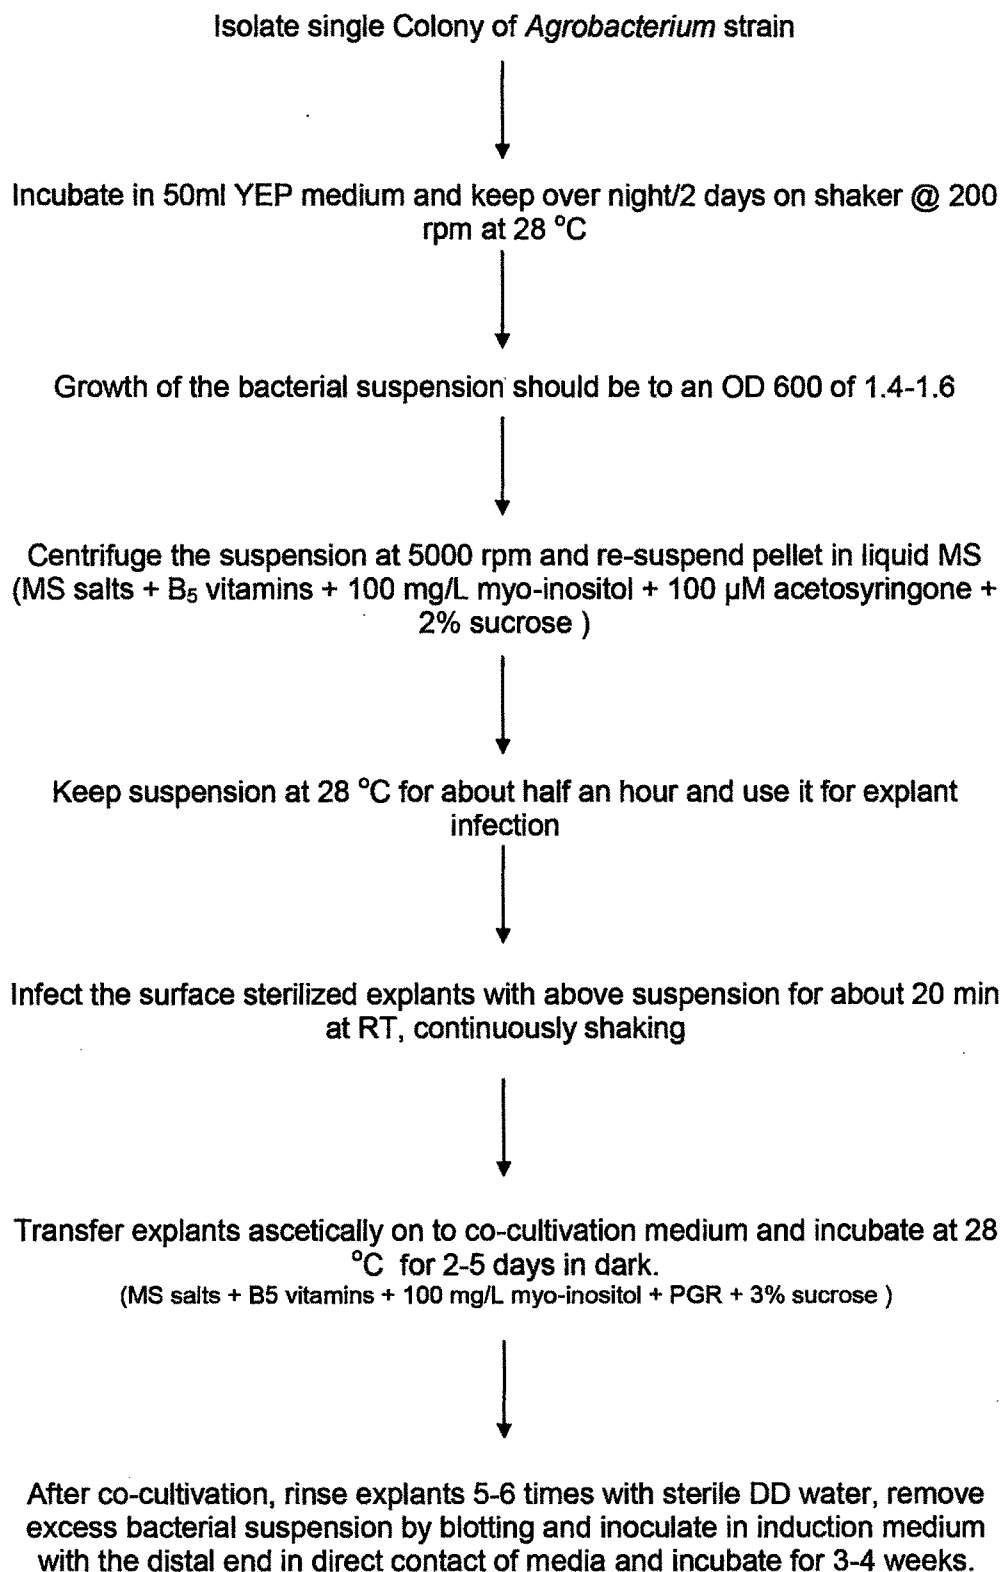 Isolate single Colony of Agrobacterium strain
Incubate in 50ml YEP medium and keep over night/2 days on shaker @ 200
rpm at 28 °C
Growth of the bacterial suspension should be to an OD 600 of 1.4-1.6
Centrifuge the suspension at 5000 rpm and re-suspend pellet in liquid MS
(MS salts + B₅ vitamins + 100 mg/L myo-inositol + 100 µM acetosyringone +
2% sucrose )
Keep suspension at 28 °C for about half an hour and use it for explant
infection
Infect the surface sterilized explants with above suspension for about 20 min
at RT, continuously shaking
Transfer explants ascetically on to co-cultivation medium and incubate at 28
°C for 2-5 days in dark.
(MS salts + B5 vitamins + 100 mg/L myo-inositol + PGR + 3% sucrose )
After co-cultivation, rinse explants 5-6 times with sterile DD water, remove
excess bacterial suspension by blotting and inoculate in induction medium
with the distal end in direct contact of media and incubate for 3-4 weeks.